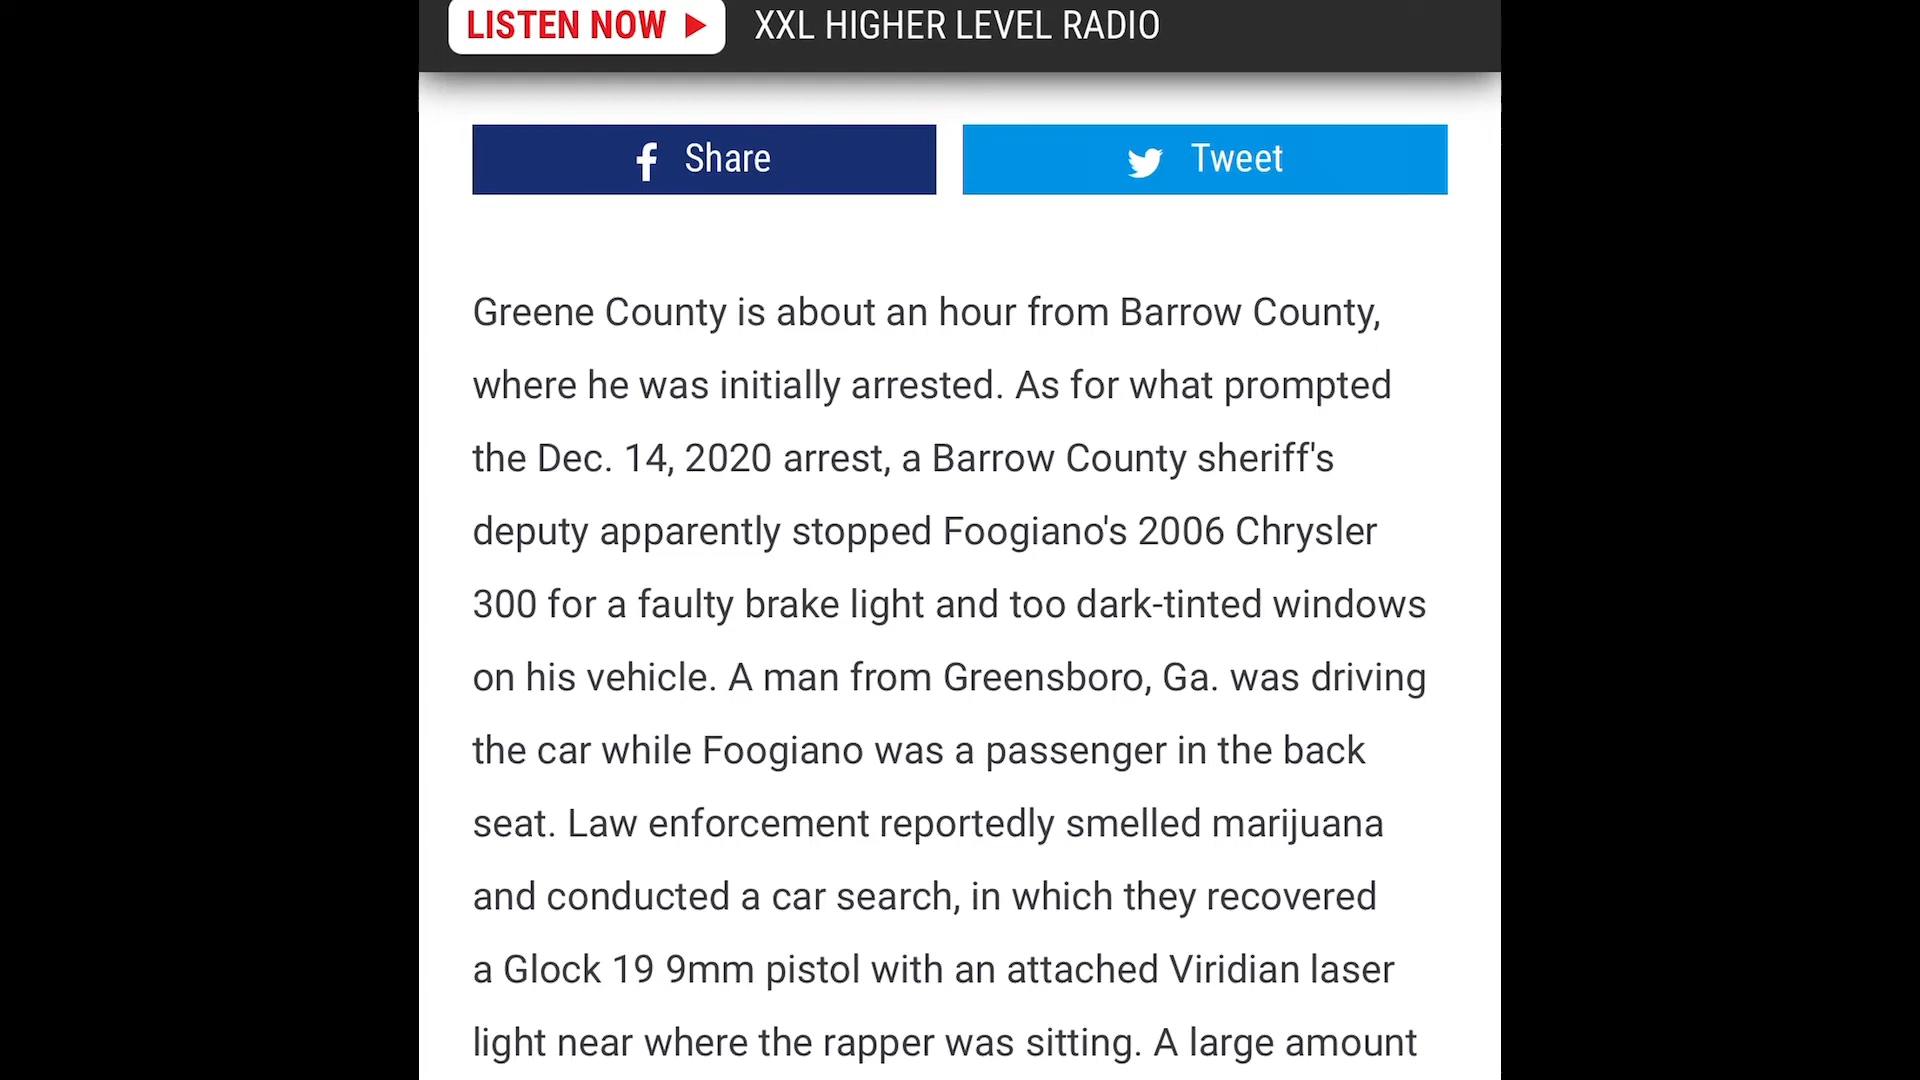 LISTEN NOW
XXL HIGHER LEVEL RADIO
Share
Tweet
Greene County is about an hour from Barrow County,
where he was initially arrested. As for what prompted
the Dec. 14, 2020 arrest, a Barrow County sheriff's
deputy apparently stopped Foogiano's 2006 Chrysler
300 for a faulty brake light and too dark-tinted windows
on his vehicle. A man from Greensboro, Ga. was driving
the car while Foogiano was a passenger in the back
seat. Law enforcement reportedly smelled marijuana
and conducted a car search, in which they recovered
a Glock 19 9mm pistol with an attached Viridian laser
light near where the rapper was sitting. A large amount